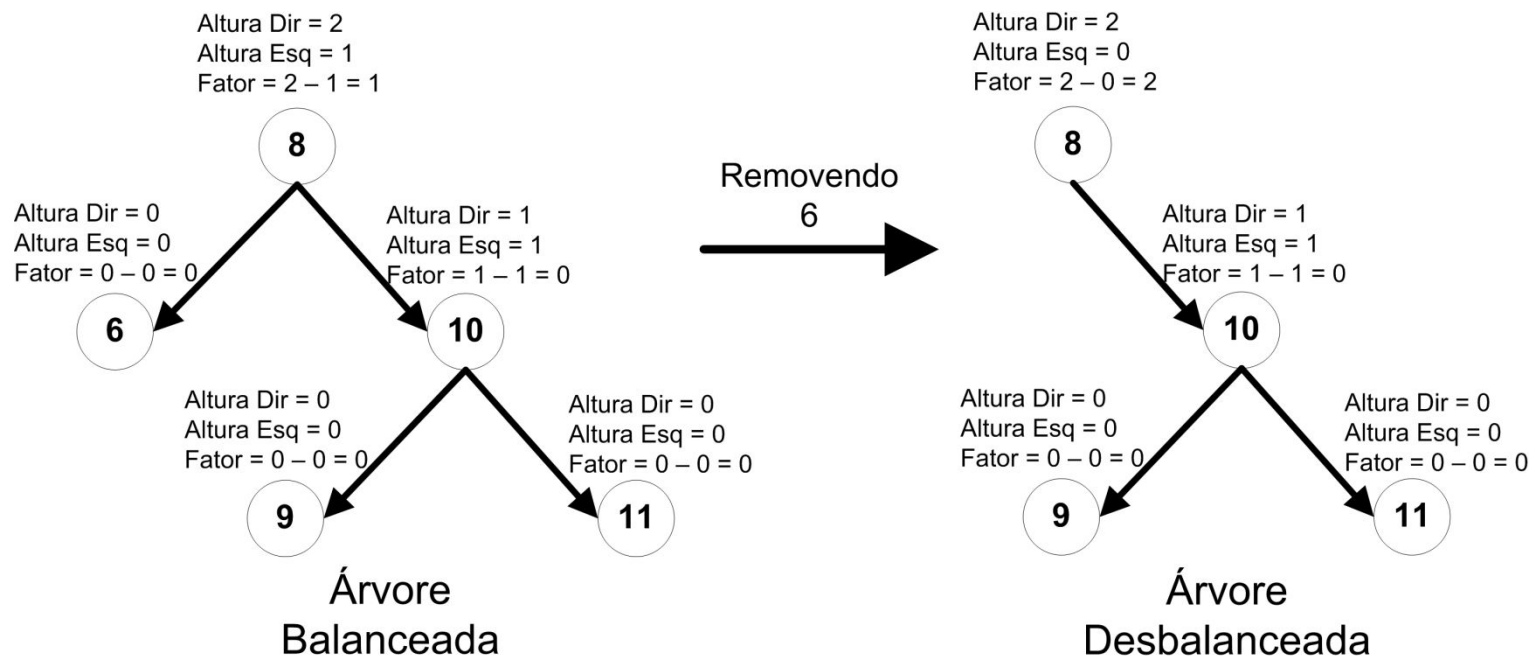 Altura Dir = 2
Altura Esq = 1
Fator = 2 – 1 = 1
8
Altura Dir = 0
Altura Esq = 0
Fator = 0 – 0 = 0
6
Altura Dir = 1
Altura Esq = 1
Fator = 1 – 1 = 0
10
Altura Dir = 0
Altura Esq = 0
Fator = 0 – 0 = 0
9
Altura Dir = 0
Altura Esq = 0
Fator = 0 – 0 = 0
11
Árvore
Balanceada
Removendo
6
Altura Dir = 2
Altura Esq = 0
Fator = 2 – 0 = 2
8
Altura Dir = 1
Altura Esq = 1
Fator = 1 – 1 = 0
10
Altura Dir = 0
Altura Esq = 0
Fator = 0 – 0 = 0
9
Altura Dir = 0
Altura Esq = 0
Fator = 0 – 0 = 0
11
Árvore
Desbalanceada